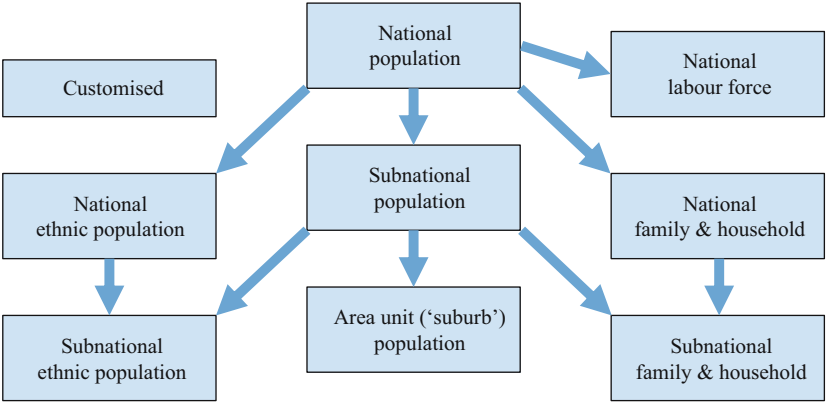 National
population
National
labour force
Customised
National
ethnic population
Subnational
population
National
family & household
Subnational
ethnic population
Area unit (‘suburb’)
population
Subnational
family & household